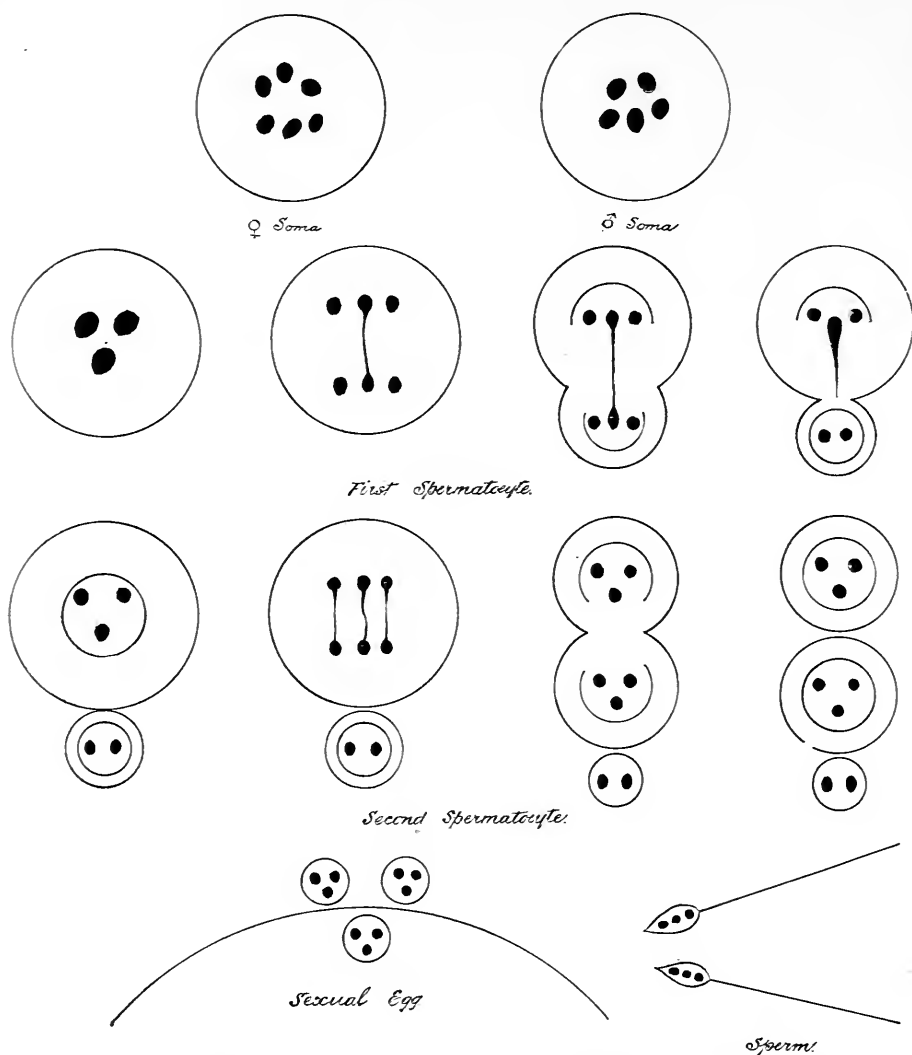 ♀ Soma
♂ Soma
First Spermatocyte.
Second Spermatocyte.
Sexual Egg
Sperm.